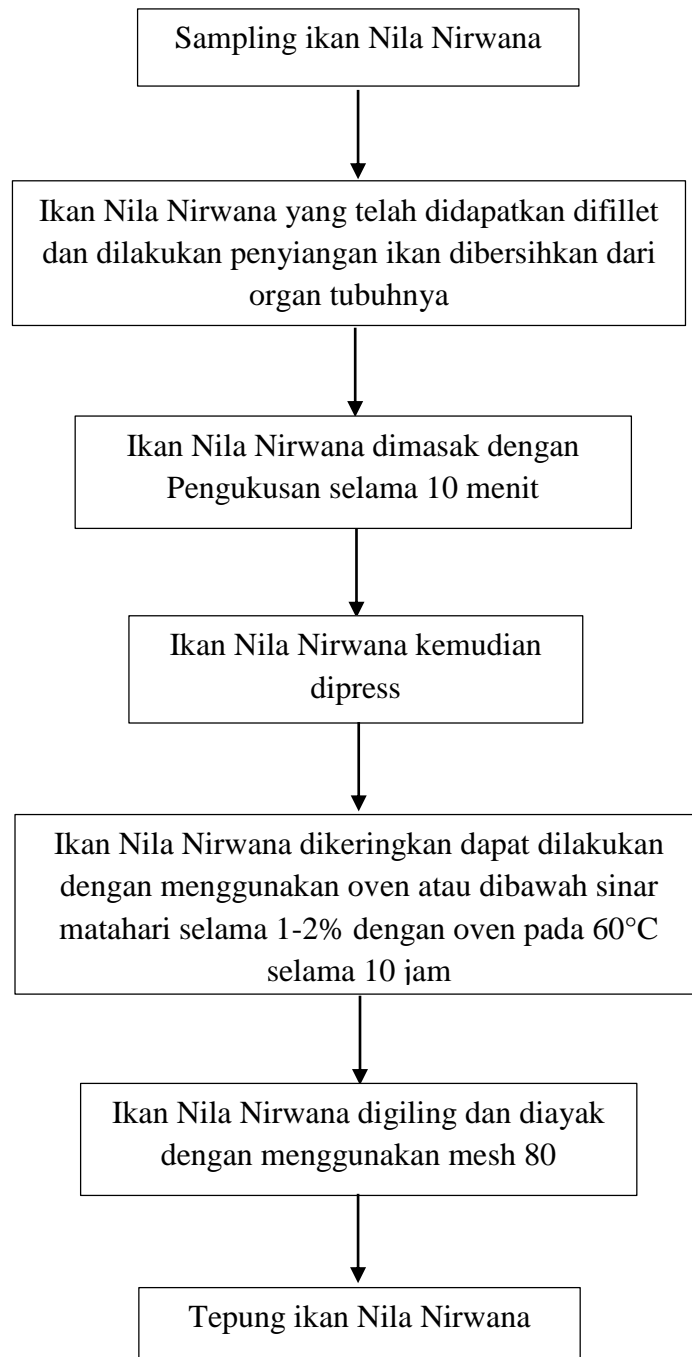 Sampling ikan Nila Nirwana
Ikan Nila Nirwana yang telah didapatkan difillet
dan dilakukan penyiangan ikan dibersihkan dari
organ tubuhnya
Ikan Nila Nirwana dimasak dengan
Pengukusan selama 10 menit
Ikan Nila Nirwana kemudian
dipress
Ikan Nila Nirwana dikeringkan dapat dilakukan
dengan menggunakan oven atau dibawah sinar
matahari selama 1-2% dengan oven pada 60°C
selama 10 jam
Ikan Nila Nirwana digiling dan diayak
dengan menggunakan mesh 80
Tepung ikan Nila Nirwana